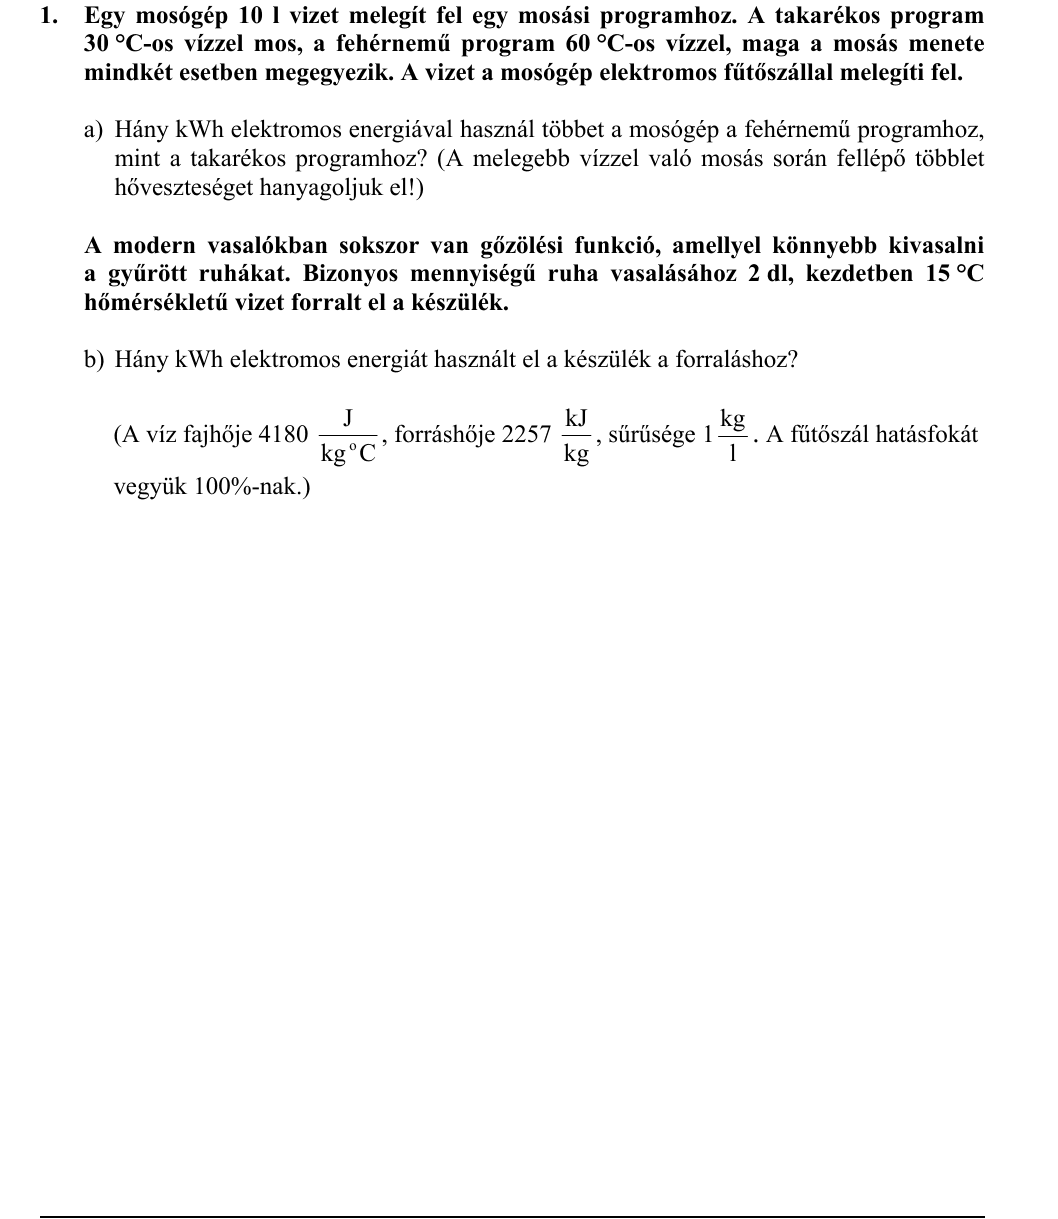 1. Egy mosógép 10 l vizet melegít fel egy mosási programhoz. A takarékos program
30 °C-os vízzel mos, a fehérnemű program 60 °C-os vízzel, maga a mosás menete
mindkét esetben megegyezik. A vizet a mosógép elektromos fűtőszállal melegíti fel.
a) Hány kWh elektromos energiával használ többet a mosógép a fehérnemű programhoz,
mint a takarékos programhoz? (A melegebb vízzel való mosás során fellépő többlet
hőveszteséget hanyagoljuk el!)
A modern vasalókban sokszor van gőzölési funkció, amellyel könnyebb kivasalni
a gyűrött ruhákat. Bizonyos mennyiségű ruha vasalásához 2 dl, kezdetben 15 °C
hőmérsékletű vizet forralt el a készülék.
b) Hány kWh elektromos energiát használt el a készülék a forraláshoz?
(A víz fajhője 4180 J/(kg °C), forráshője 2257 kJ/kg, sűrűsége 1 kg/l. A fűtőszál hatásfokát
vegyük 100%-nak.)